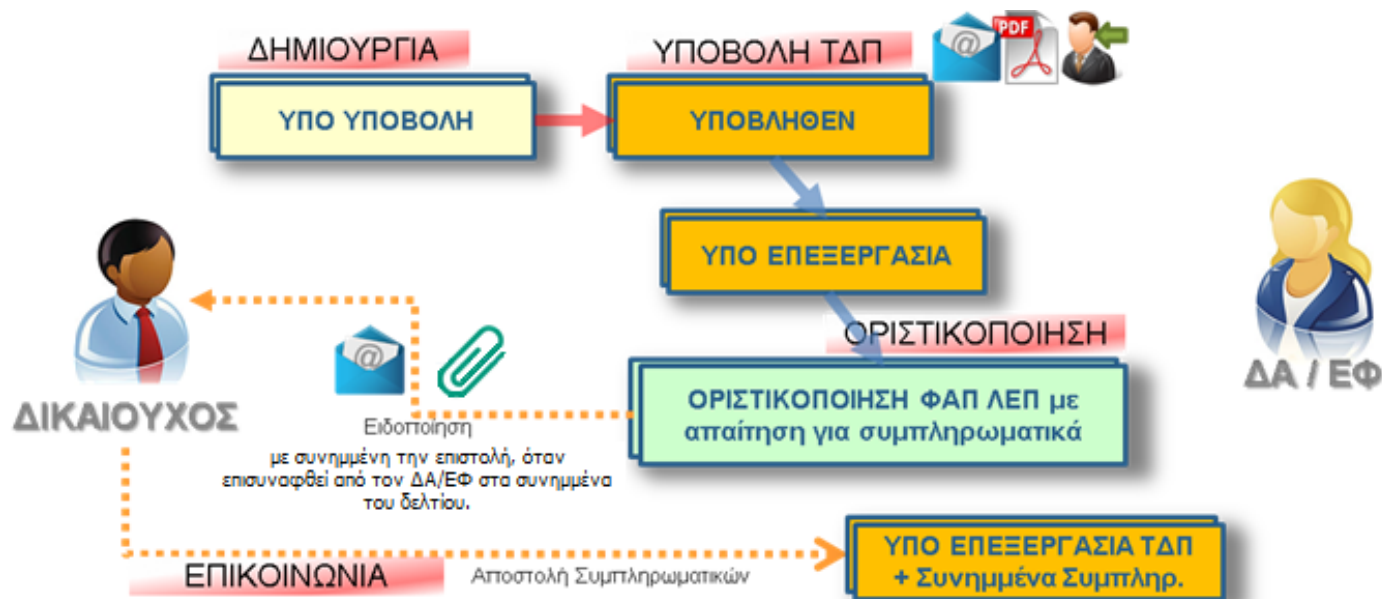 ΔΗΜΙΟΥΡΓΙΑ
ΥΠΟΒΟΛΗ ΤΔΠ
@
PDF
ΥΠΟ ΥΠΟΒΟΛΗ
ΥΠΟΒΛΗΘΕΝ
ΥΠΟ ΕΠΕΞΕΡΓΑΣΙΑ
ΟΡΙΣΤΙΚΟΠΟΙΗΣΗ
ΔΑ / ΕΦ
@
ΟΡΙΣΤΙΚΟΠΟΙΗΣΗ ΦΑΠ ΛΕΠ με
απαίτηση για συμπληρωματικά
ΔΙΚΑΙΟΥΧΟΣ
Ειδοποίηση
με συνημμένη την επιστολή, όταν
επισυναφθεί από τον ΔΑ/ΕΦ στα συνημμένα
του δελτίου.
ΥΠΟ ΕΠΕΞΕΡΓΑΣΙΑ ΤΔΠ
+ Συνημμένα Συμπληρ.
ΕΠΙΚΟΙΝΩΝΙΑ
Αποστολή Συμπληρωματικών